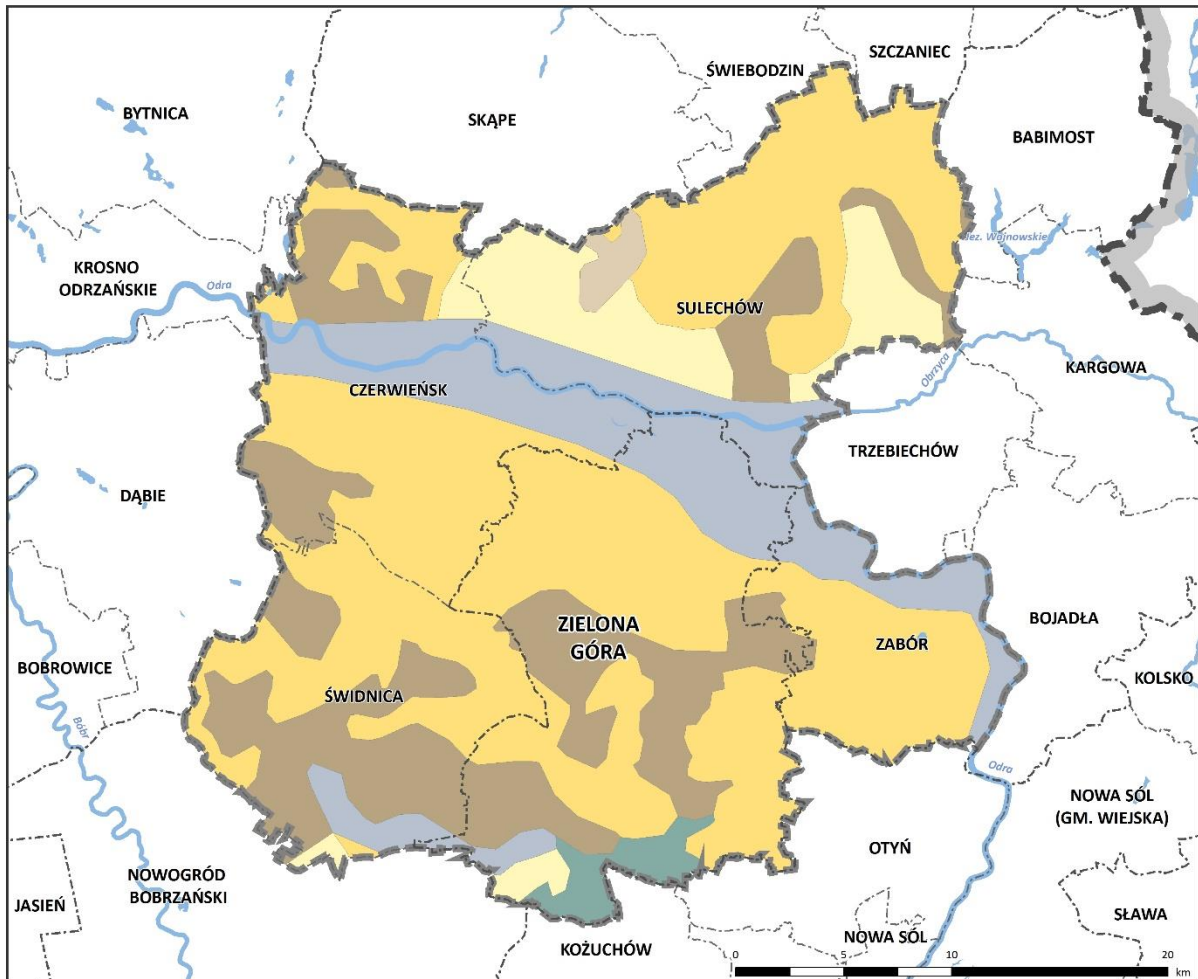 SZCZANIEC
ŚWIEBODZIN
BYTNICA
SKĄPE
BABIMOST
Jez. Wojnowskie
KROSNO
ODRZAŃSKIE
Odra
SULECHÓW
Obrzyca
KARGOWA
CZERWIEŃSK
TRZEBIECHÓW
DĄBIE
ZIELONA
GÓRA
BOJADŁA
ZABÓR
BOBROWICE
KOLSKO
ŚWIDNICA
Bóbr
Odra
NOWA SÓL
(GM. WIEJSKA)
OTYŃ
NOWOGRÓD
BOBRZAŃSKI
JASIEŃ
SŁAWA
NOWA SÓL
KOŻUCHÓW
0 5 10 20
km